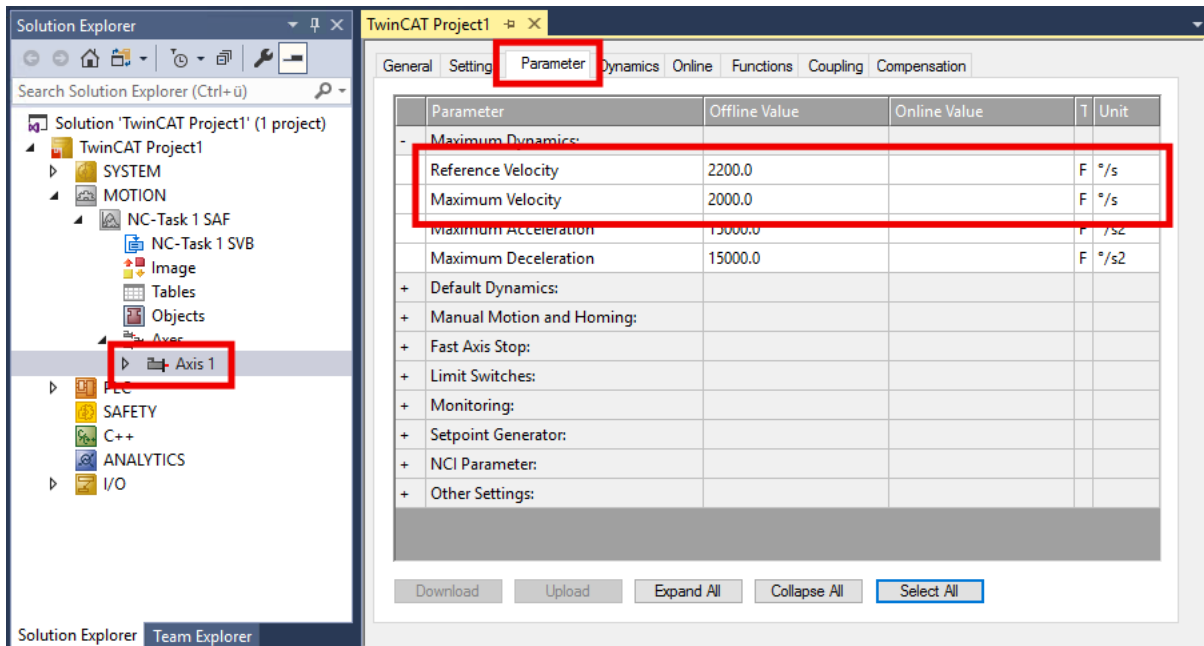 Solution Explorer
Search Solution Explorer (Ctrl+ü)
Solution 'TwinCAT Project1' (1 project)
TwinCAT Project1
SYSTEM
MOTION
NC-Task 1 SAF
NC-Task 1 SVB
Image
Tables
Objects
Axes
Axis 1
PLC
SAFETY
C++
ANALYTICS
I/O
Solution Explorer Team Explorer
TwinCAT Project1
General Setting Parameter Dynamics Online Functions Coupling Compensation
Parameter Offline Value Online Value T Unit
- Maximum Dynamics:
Reference Velocity 2200.0 F °/s
Maximum Velocity 2000.0 F °/s
Maximum Acceleration 15000.0 F °/s2
Maximum Deceleration 15000.0 F °/s2
+ Default Dynamics:
+ Manual Motion and Homing:
+ Fast Axis Stop:
+ Limit Switches:
+ Monitoring:
+ Setpoint Generator:
+ NCI Parameter:
+ Other Settings:
Download Upload Expand All Collapse All Select All